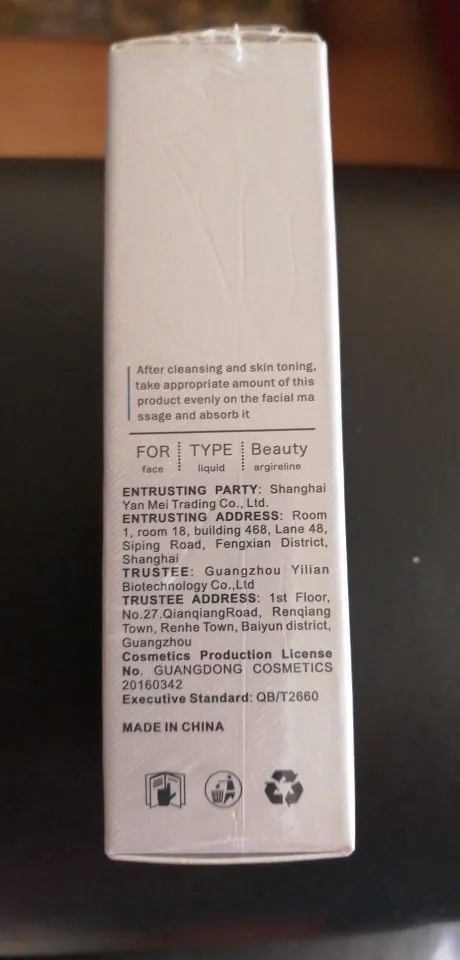 After cleansing and skin toning,
take appropriate amount of this
product evenly on the facial ma
ssage and absorb it
FOR TYPE Beauty
face liquid argireline
ENTRUSTING PARTY: Shanghai
Yan Mei Trading Co., Ltd.
ENTRUSTING ADDRESS: Room
1, room 18, building 468, Lane 48,
Siping Road, Fengxian District,
Shanghai
TRUSTEE: Guangzhou Yilian
Biotechnology Co.,Ltd
TRUSTEE ADDRESS: 1st Floor,
No.27.QianqiangRoad, Renqiang
Town, Renhe Town, Baiyun district,
Guangzhou
Cosmetics Production License
No. GUANGDONG COSMETICS
20160342
Executive Standard: QB/T2660
MADE IN CHINA